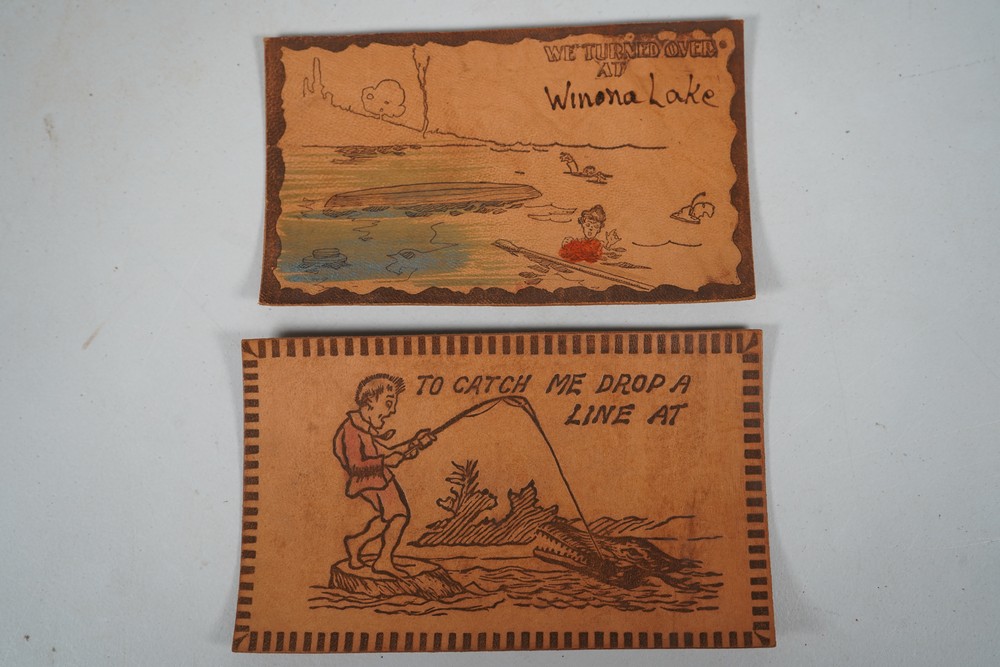 WE TURNED OVER
AT
Winona Lake
TO CATCH ME DROP A
LINE AT